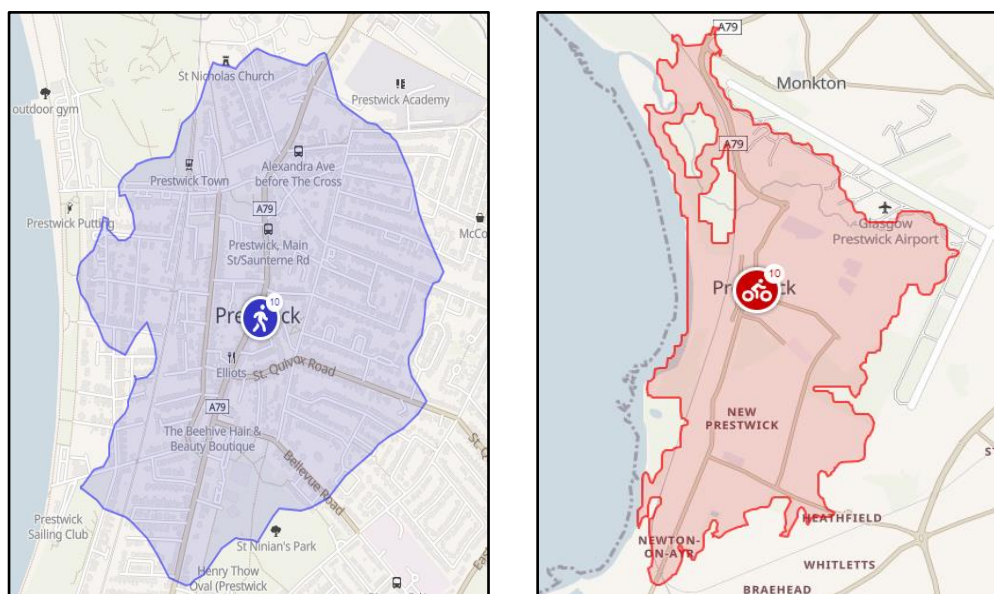 St Nicholas Church
outdoor gym
Prestwick Academy
Prestwick Town
Alexandra Ave
before The Cross
A79
Prestwick Putting
McCo
Prestwick, Main
St/Saunterne Rd
10
Elliots
St. Quivox Road
A79
The Beehive Hair &
Beauty Boutique
Bellevue Road
St. Q
Prestwick
Sailing Club
St Ninian's Park
Henry Thow
Oval (Prestwick
A79
Monkton
A79
Glasgow
Prestwick Airport
10
NEW
PRESTWICK
HEATHFIELD
NEWTON-
ON-AYR
WHITLETTS
BRAEHEAD